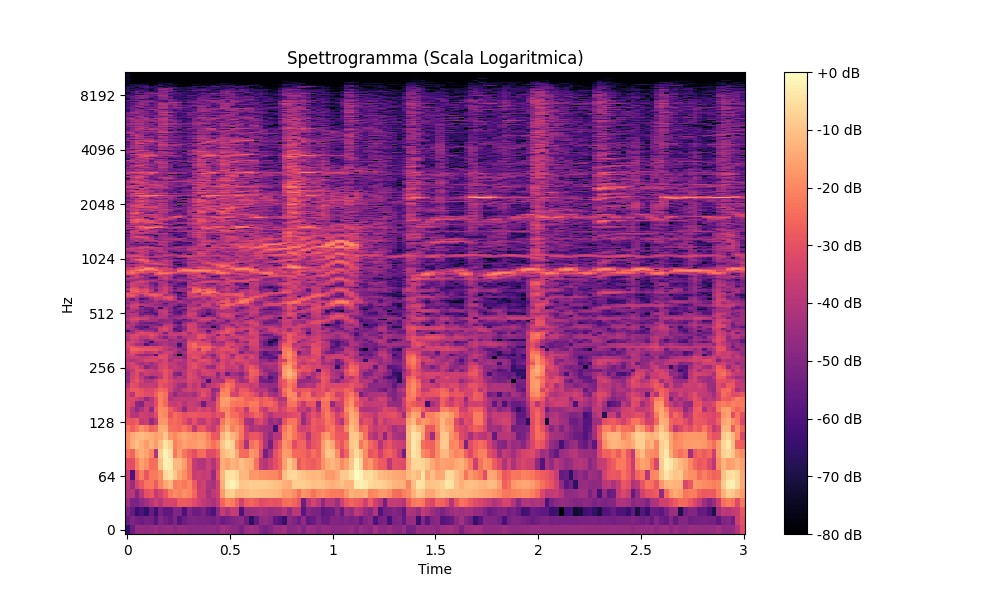 Spettrogramma (Scala Logaritmica)
Hz
8192
4096
2048
1024
512
256
128
64
0
0
0.5
1
1.5
2
2.5
3
Time
+0 dB
-10 dB
-20 dB
-30 dB
-40 dB
-50 dB
-60 dB
-70 dB
-80 dB